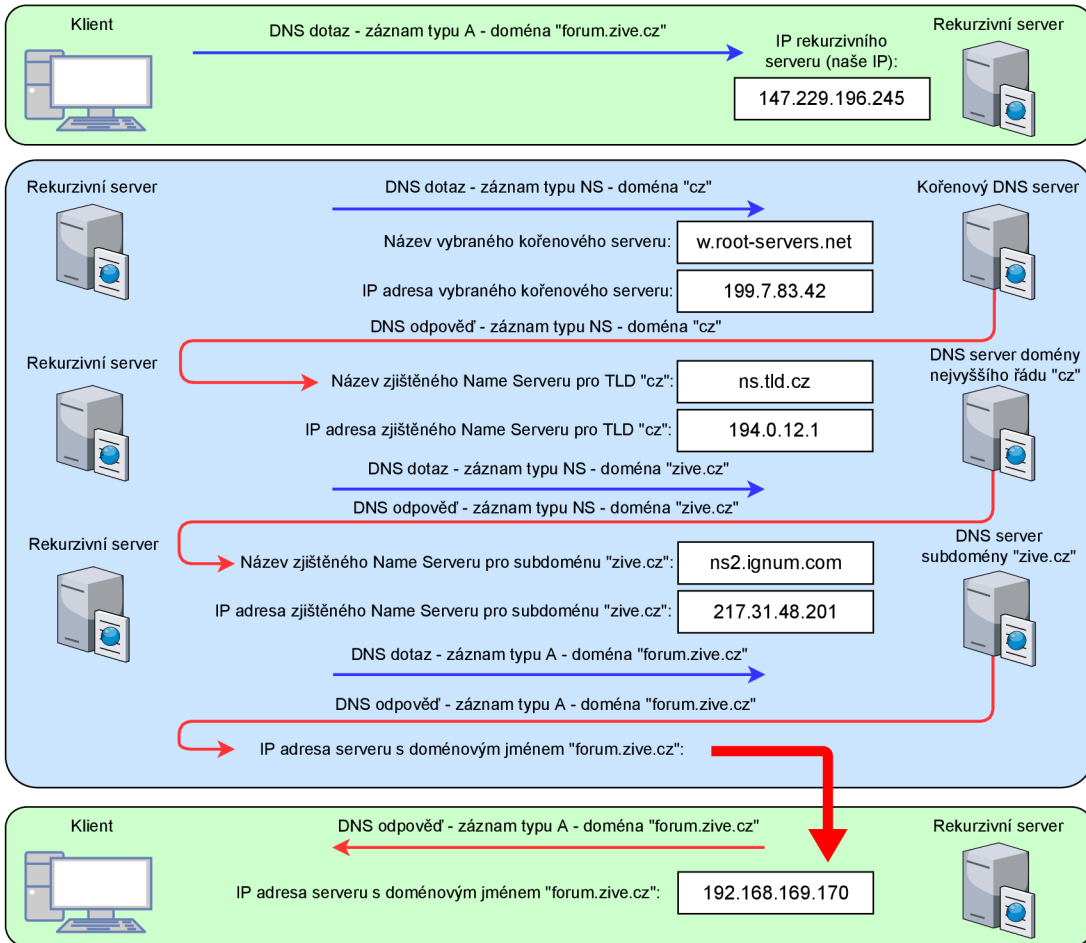 Klient
DNS dotaz - záznam typu A - doména "forum.zive.cz"
Rekurzivní server
IP rekurzivního
serveru (naše IP):
147.229.196.245
Rekurzivní server
DNS dotaz - záznam typu NS - doména "cz"
Kořenový DNS server
Název vybraného kořenového serveru:
w.root-servers.net
IP adresa vybraného kořenového serveru:
199.7.83.42
DNS odpověď - záznam typu NS - doména "cz"
Rekurzivní server
DNS server domény
nejvyššího řádu "cz"
Název zjištěného Name Serveru pro TLD "cz":
ns.tld.cz
IP adresa zjištěného Name Serveru pro TLD "cz":
194.0.12.1
DNS dotaz - záznam typu NS - doména "zive.cz"
DNS odpověď - záznam typu NS - doména "zive.cz"
Rekurzivní server
DNS server
subdomény "zive.cz"
Název zjištěného Name Serveru pro subdoménu "zive.cz":
ns2.ignum.com
IP adresa zjištěného Name Serveru pro subdoménu "zive.cz":
217.31.48.201
DNS dotaz - záznam typu A - doména "forum.zive.cz"
DNS odpověď - záznam typu A - doména "forum.zive.cz"
IP adresa serveru s doménovým jménem "forum.zive.cz":
Klient
DNS odpověď - záznam typu A - doména "forum.zive.cz"
Rekurzivní server
IP adresa serveru s doménovým jménem "forum.zive.cz":
192.168.169.170